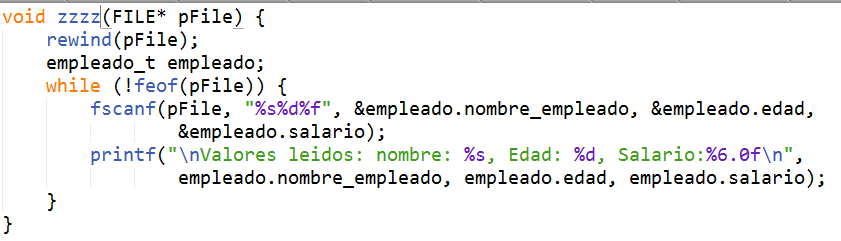 void zzzz(FILE* pFile) {
rewind(pFile);
empleado_t empleado;
while (!feof(pFile)) {
fscanf(pFile, "%s%d%f", &empleado.nombre_empleado, &empleado.edad,
&empleado.salario);
printf("\nValores leidos: nombre: %s, Edad: %d, Salario:%6.0f\n",
empleado.nombre_empleado, empleado.edad, empleado.salario);
}
}